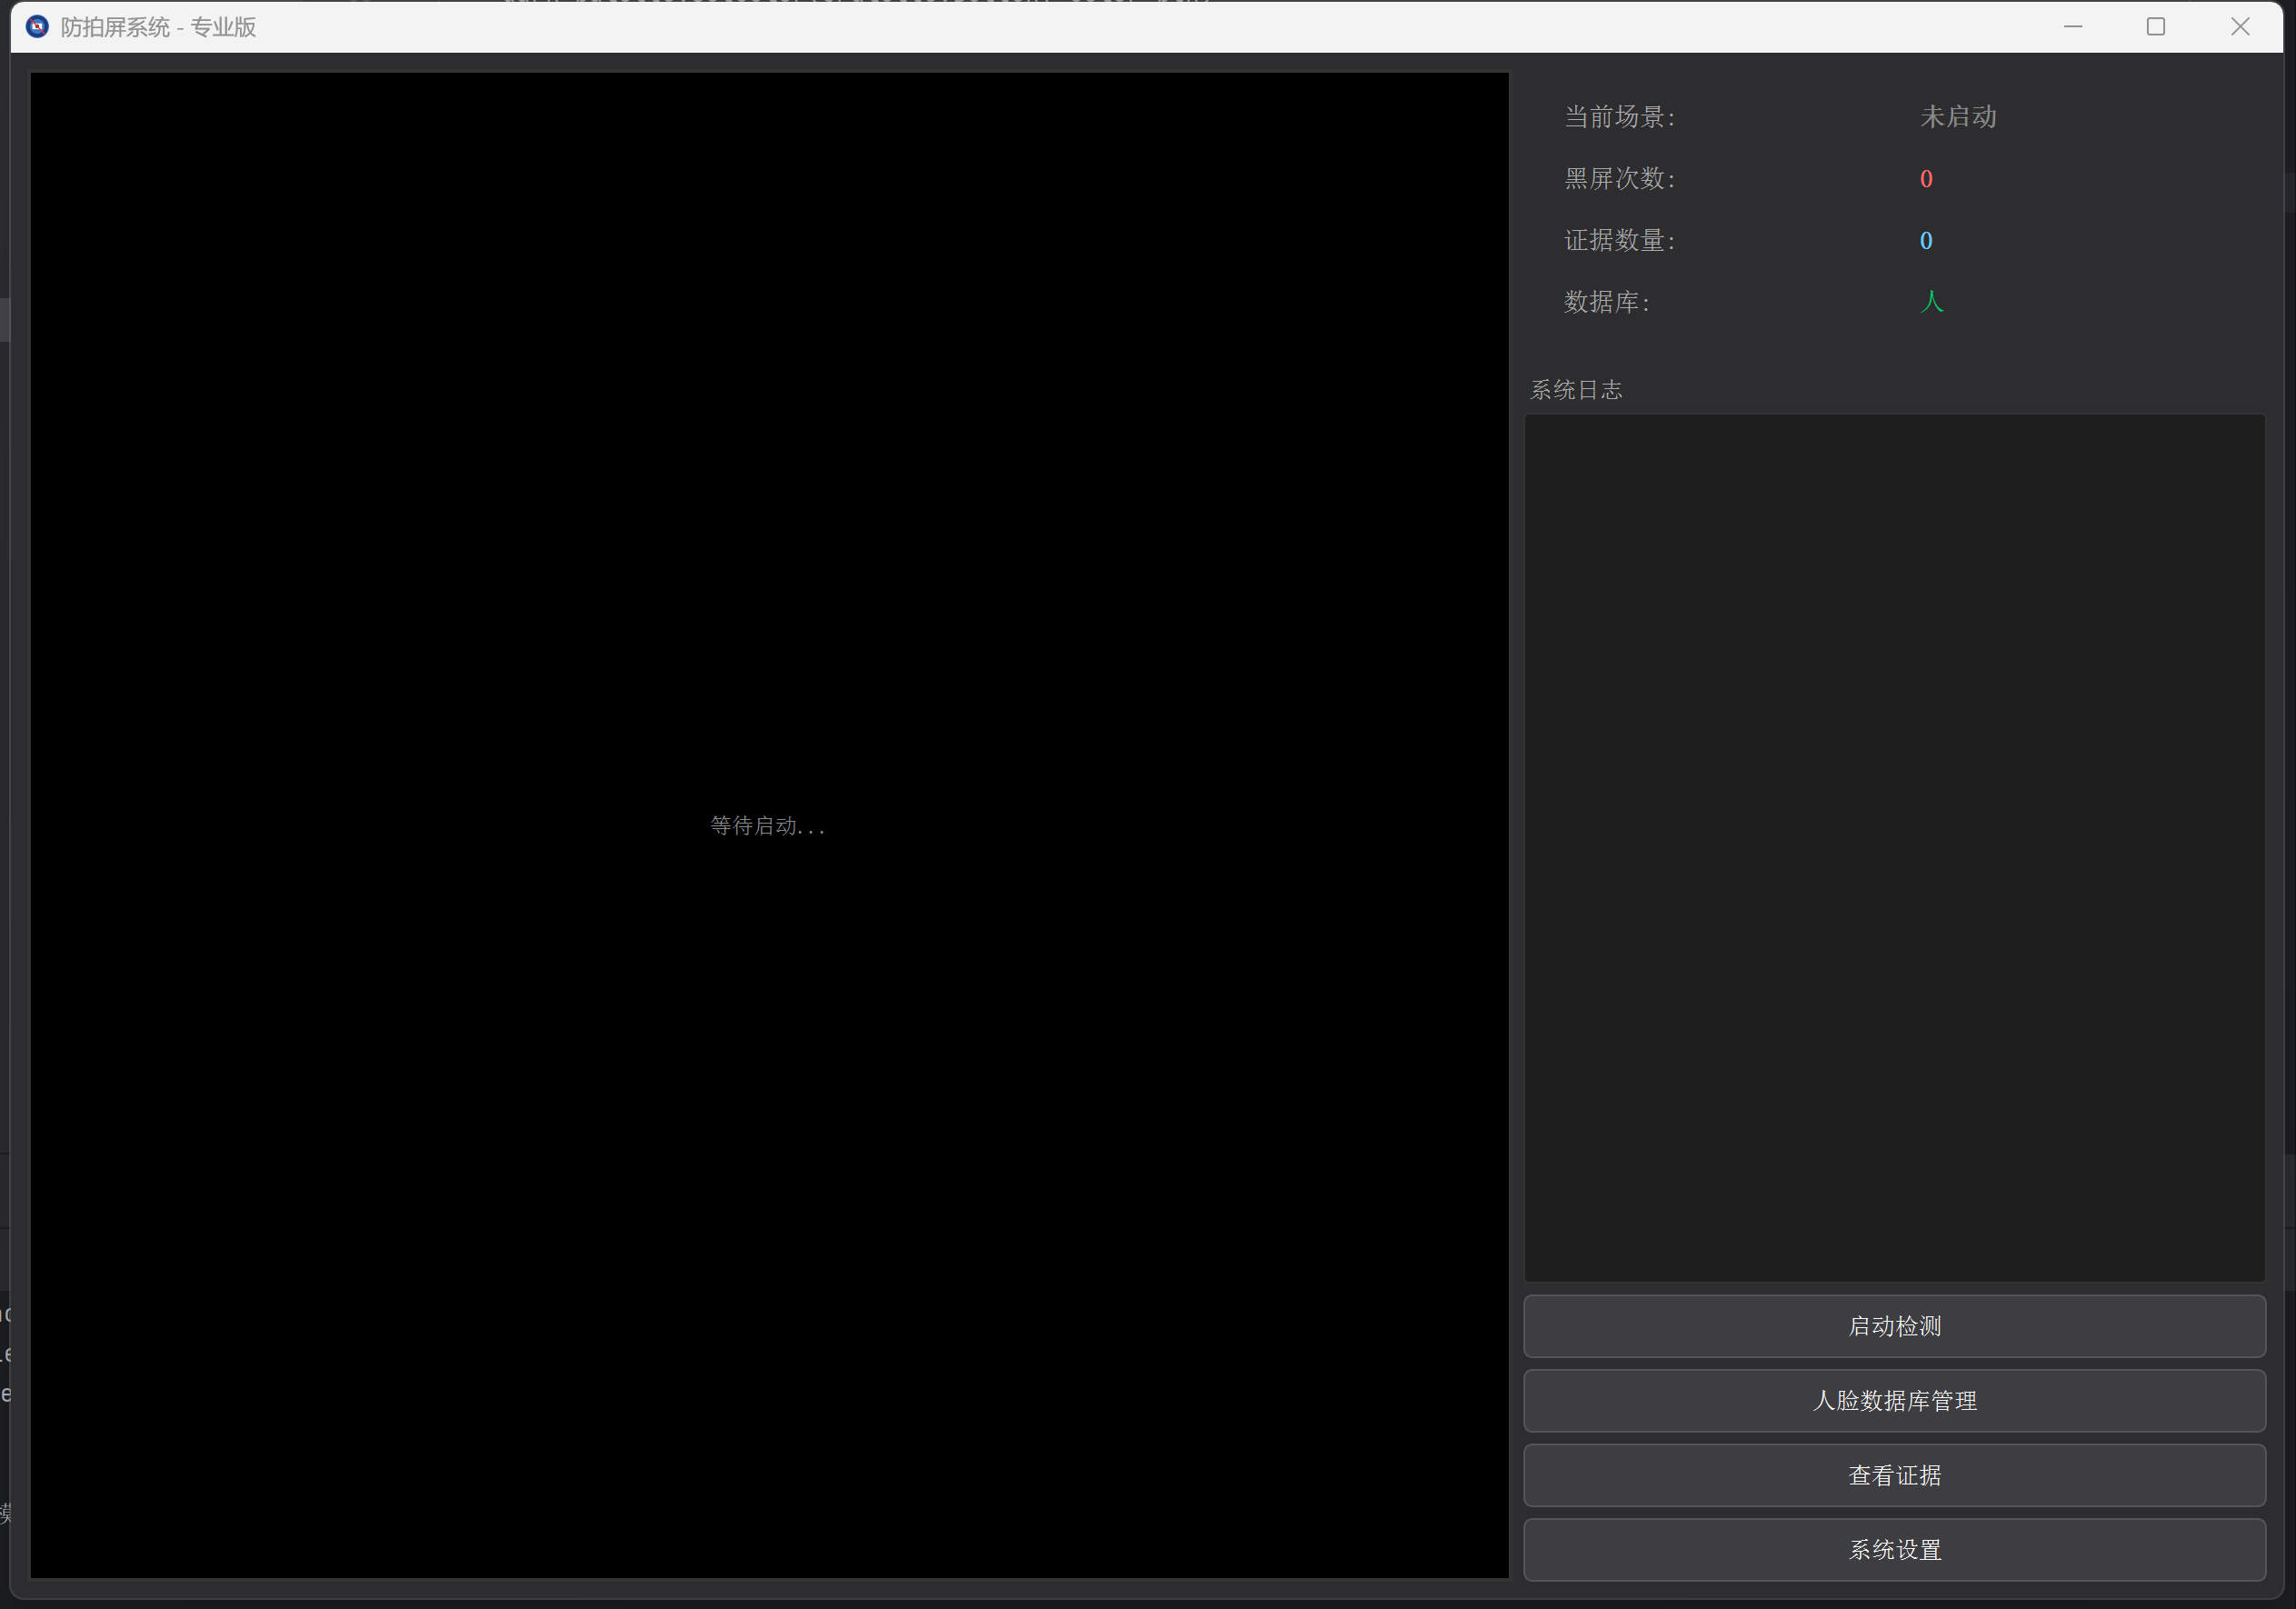 防拍屏系统 - 专业版
等待启动...
当前场景: 未启动
黑屏次数: 0
证据数量: 0
数据库: 人
系统日志
启动检测
人脸数据库管理
查看证据
系统设置